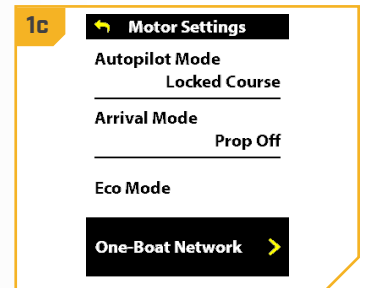 1c
Motor Settings
Autopilot Mode
Locked Course
Arrival Mode
Prop Off
Eco Mode
One-Boat Network